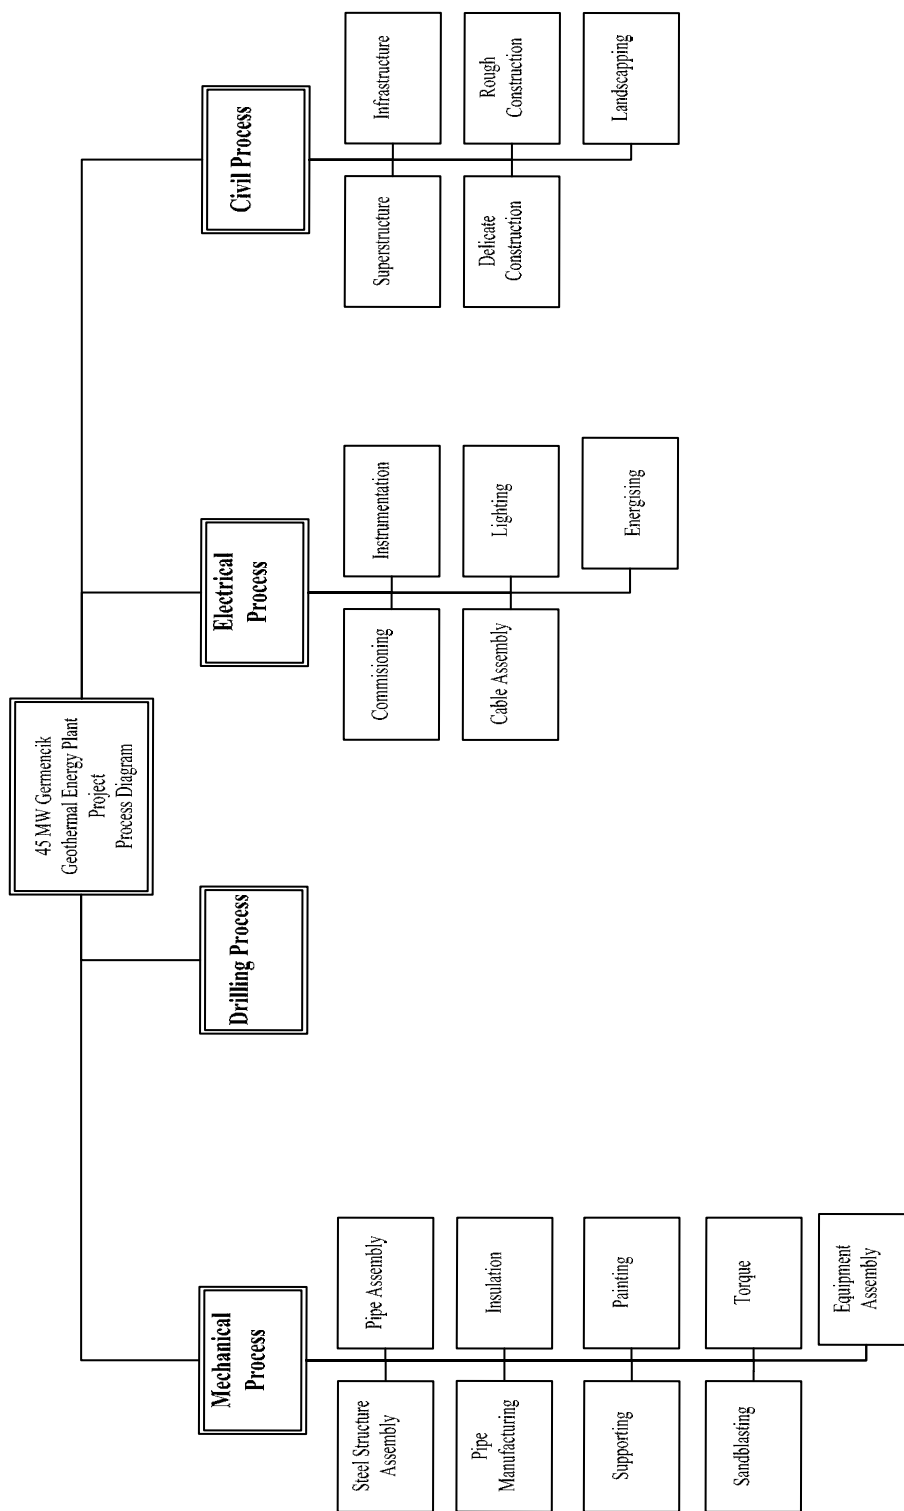 45 MW Germencik
Geothermal Energy Plant
Project
Process Diagram
Mechanical
Process
Drilling Process
Electrical
Process
Civil Process
Steel Structure
Assembly
Pipe Assembly
Pipe
Manufacturing
Insulation
Supporting
Painting
Sandblasting
Torque
Equipment
Assembly
Commisioning
Instrumentation
Cable Assembly
Lighting
Energising
Superstructure
Infrastructure
Delicate
Construction
Rough
Construction
Landscapping